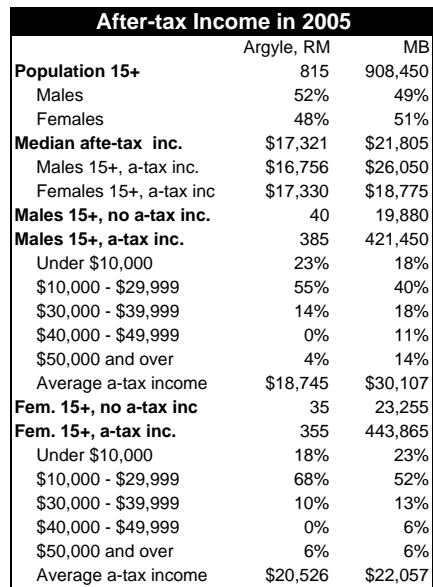 After-tax Income in 2005
Argyle, RM MB
Population 15+ 815 908,450
Males 52% 49%
Females 48% 51%
Median afte-tax inc. $17,321 $21,805
Males 15+, a-tax inc. $16,756 $26,050
Females 15+, a-tax inc $17,330 $18,775
Males 15+, no a-tax inc. 40 19,880
Males 15+, a-tax inc. 385 421,450
Under $10,000 23% 18%
$10,000 - $29,999 55% 40%
$30,000 - $39,999 14% 18%
$40,000 - $49,999 0% 11%
$50,000 and over 4% 14%
Average a-tax income $18,745 $30,107
Fem. 15+, no a-tax inc 35 23,255
Fem. 15+, a-tax inc. 355 443,865
Under $10,000 18% 23%
$10,000 - $29,999 68% 52%
$30,000 - $39,999 10% 13%
$40,000 - $49,999 0% 6%
$50,000 and over 6% 6%
Average a-tax income $20,526 $22,057